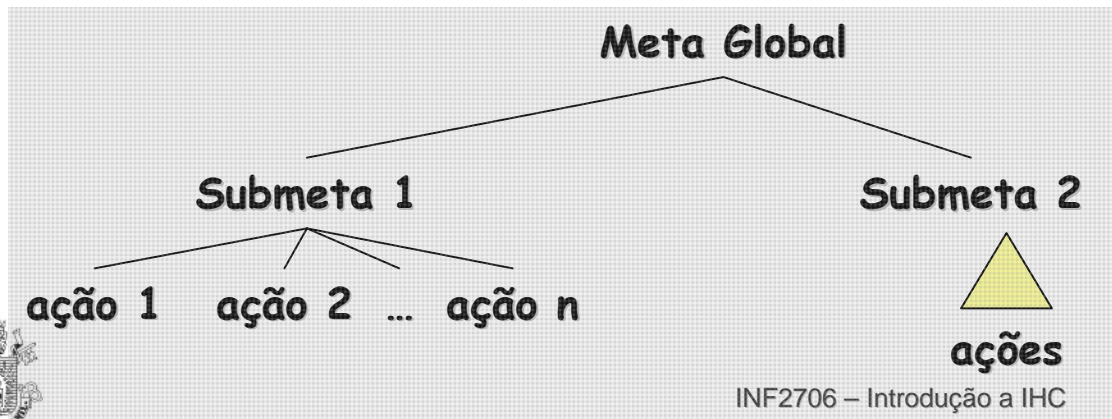 Meta Global
Submeta 1 Submeta 2
ação 1 ação 2 ... ação n
ações
INF2706 – Introdução a IHC